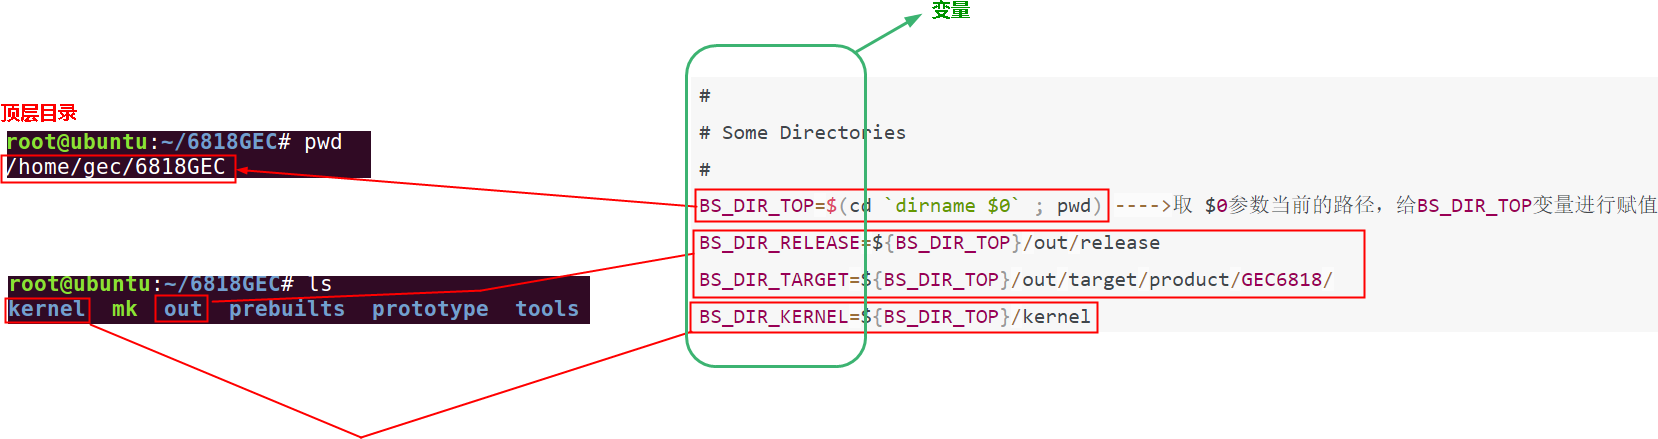 变量
顶层目录
root@ubuntu:~/6818GEC# pwd
/home/gec/6818GEC
root@ubuntu:~/6818GEC# ls
kernel mk out prebuilts prototype tools
#
# Some Directories
#
BS_DIR_TOP=$(cd `dirname $0` ; pwd) ---->取 $0参数当前的路径，给BS_DIR_TOP变量进行赋值
BS_DIR_RELEASE=${BS_DIR_TOP}/out/release
BS_DIR_TARGET=${BS_DIR_TOP}/out/target/product/GEC6818/
BS_DIR_KERNEL=${BS_DIR_TOP}/kernel